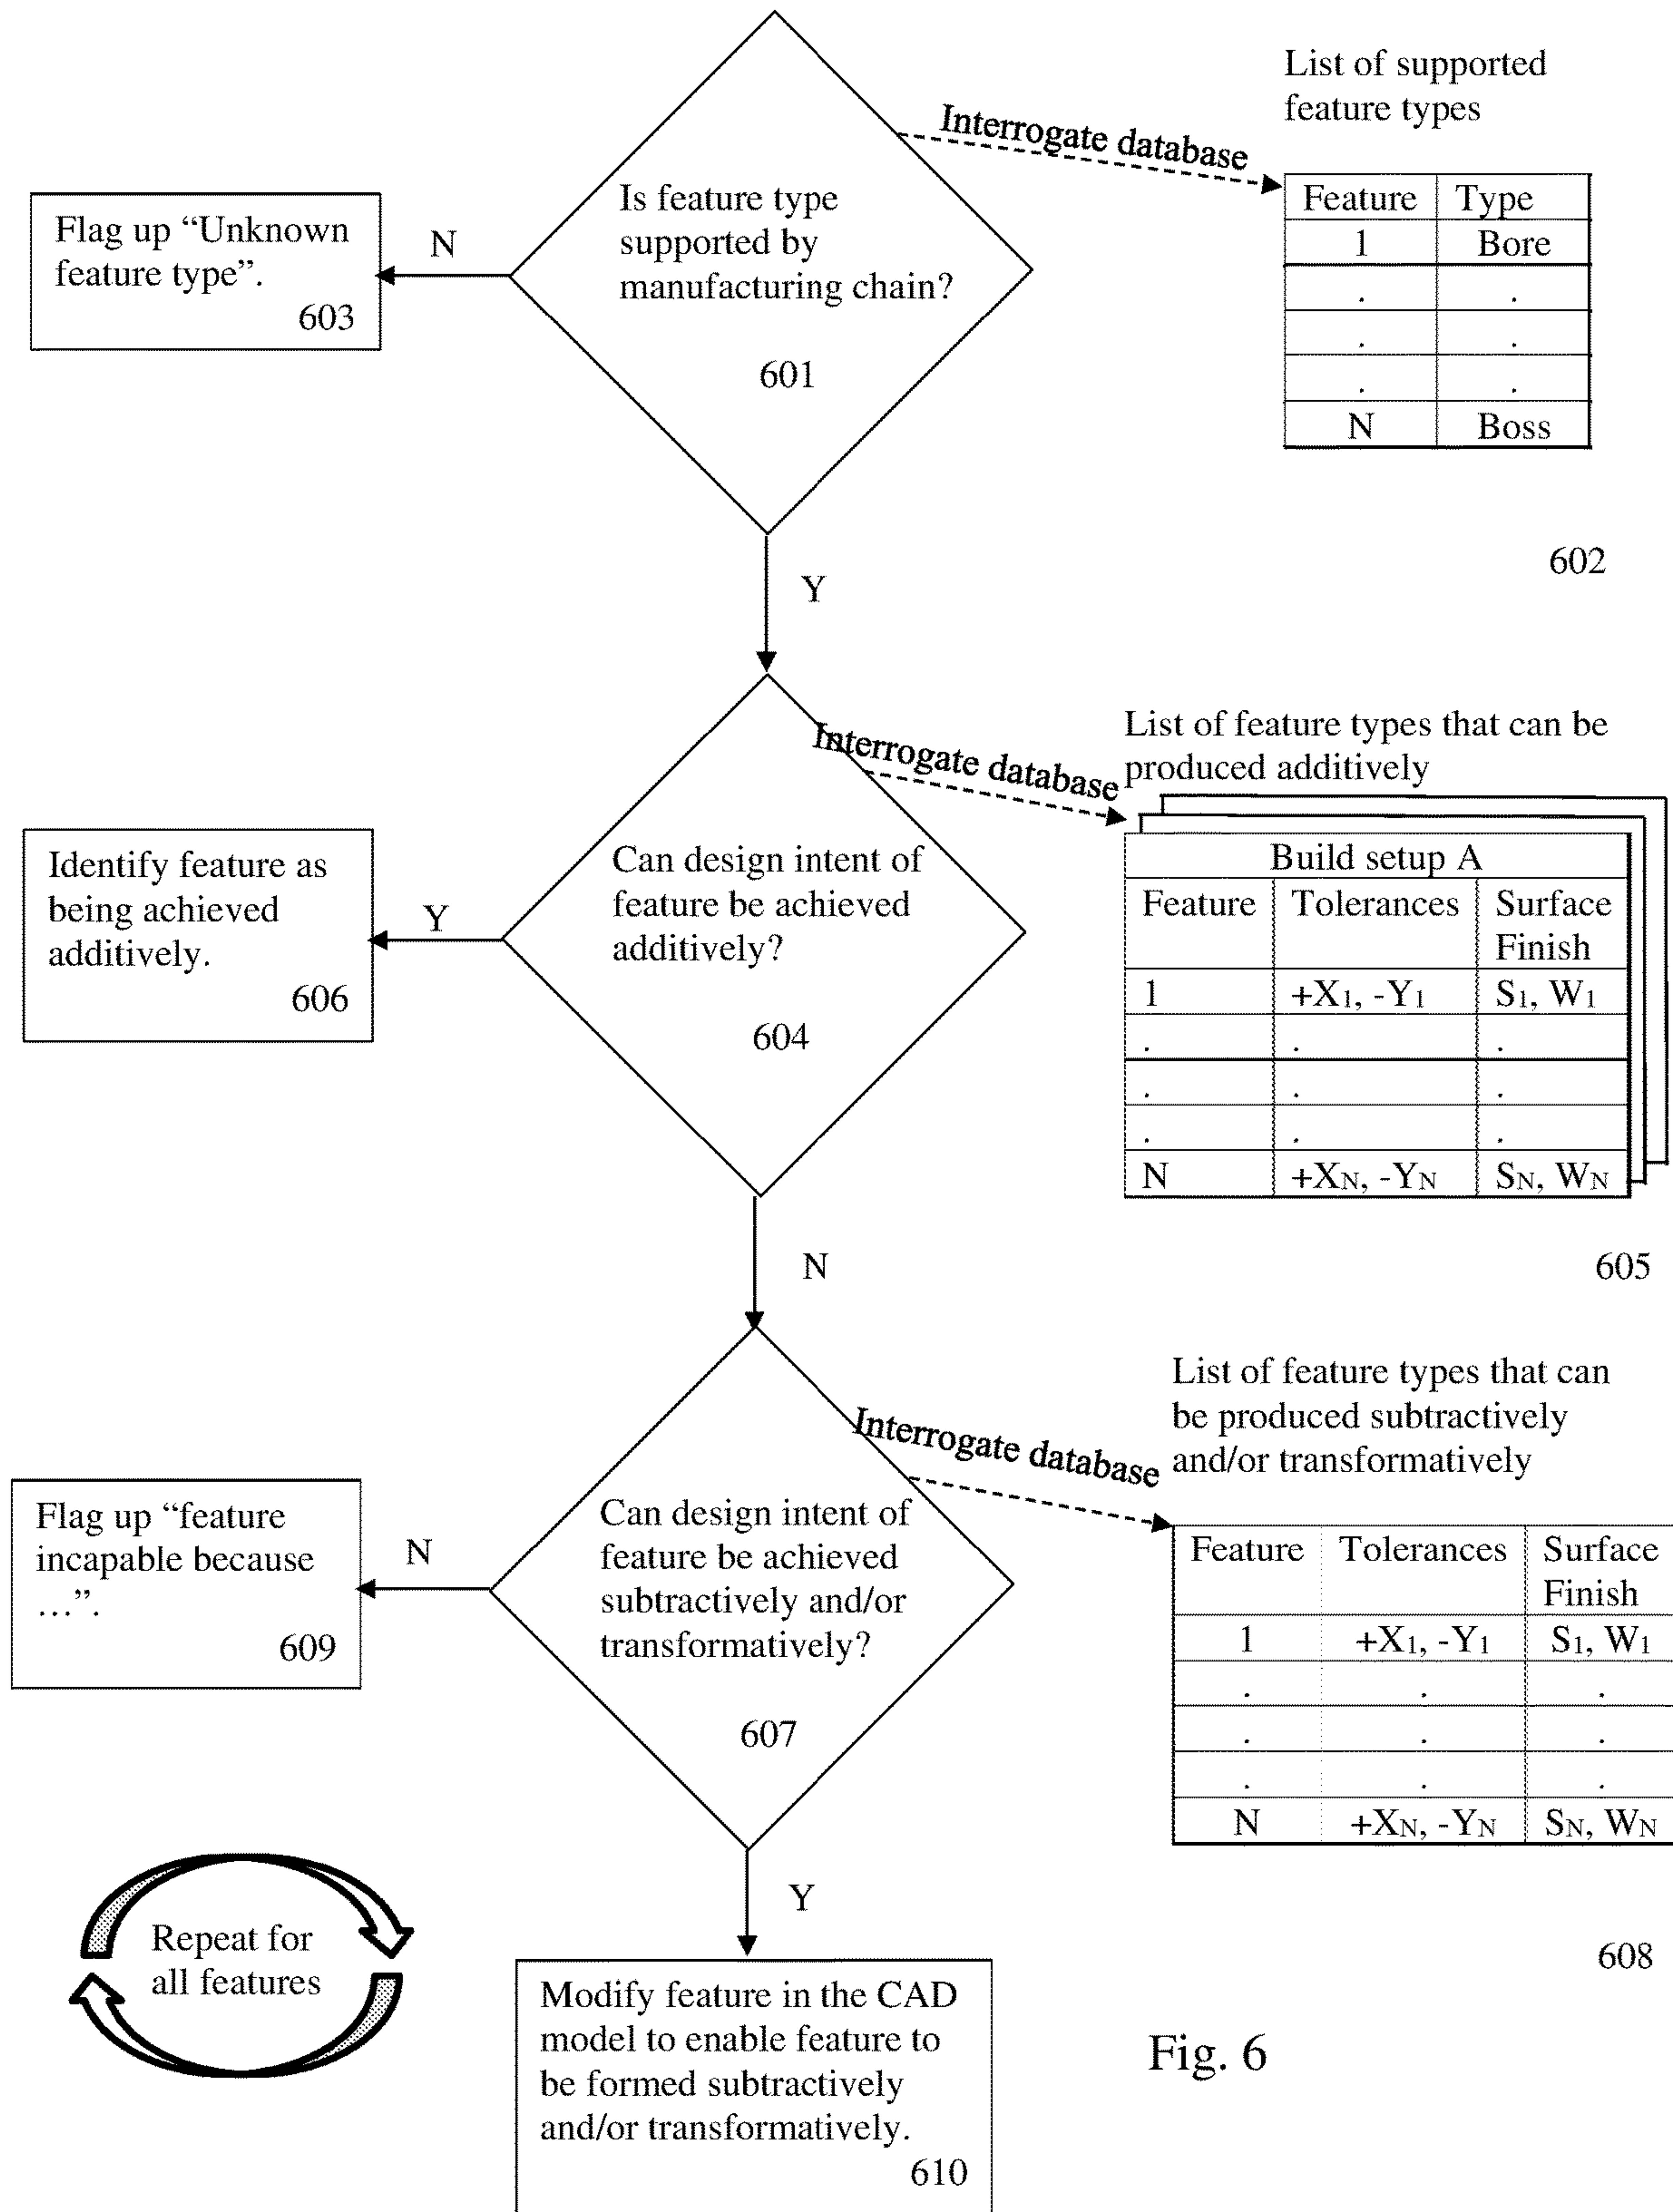 List of supported
feature types
Interrogate database
Feature Type
1 Bore
. .
. .
. .
N Boss
602
Is feature type
supported by
manufacturing chain?
601
N
Flag up “Unknown
feature type”.
603
Y
List of feature types that can be
produced additively
Interrogate database
Build setup A
Feature Tolerances Surface
Finish
1 +X1, -Y1 S1, W1
. . .
. . .
. . .
N +XN, -YN SN, WN
605
Can design intent of
feature be achieved
additively?
604
Y
Identify feature as
being achieved
additively.
606
N
List of feature types that can
be produced subtractively
and/or transformatively
Interrogate database
Feature Tolerances Surface
Finish
1 +X1, -Y1 S1, W1
. . .
. . .
. . .
N +XN, -YN SN, WN
608
Can design intent of
feature be achieved
subtractively and/or
transformatively?
607
N
Flag up “feature
incapable because
…”.
609
Y
Repeat for
all features
Modify feature in the CAD
model to enable feature to
be formed subtractively
and/or transformatively.
610
Fig. 6